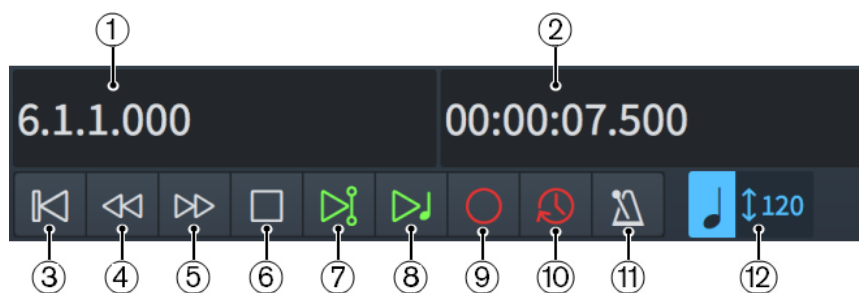 ① ②
6.1.1.000 00:00:07.500
120
③ ④ ⑤ ⑥ ⑦ ⑧ ⑨ ⑩ ⑪ ⑫